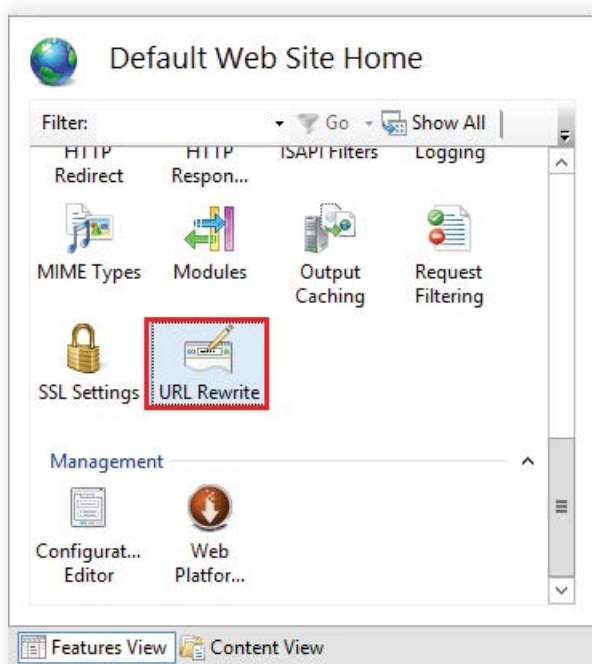 Default Web Site Home
Filter: Go Show All
HTTP Redirect
HTTP Respon...
ISAPI Filters
Logging
MIME Types
Modules
Output Caching
Request Filtering
SSL Settings
URL Rewrite
Management
Configurat... Editor
Web Platfor...
Features View
Content View